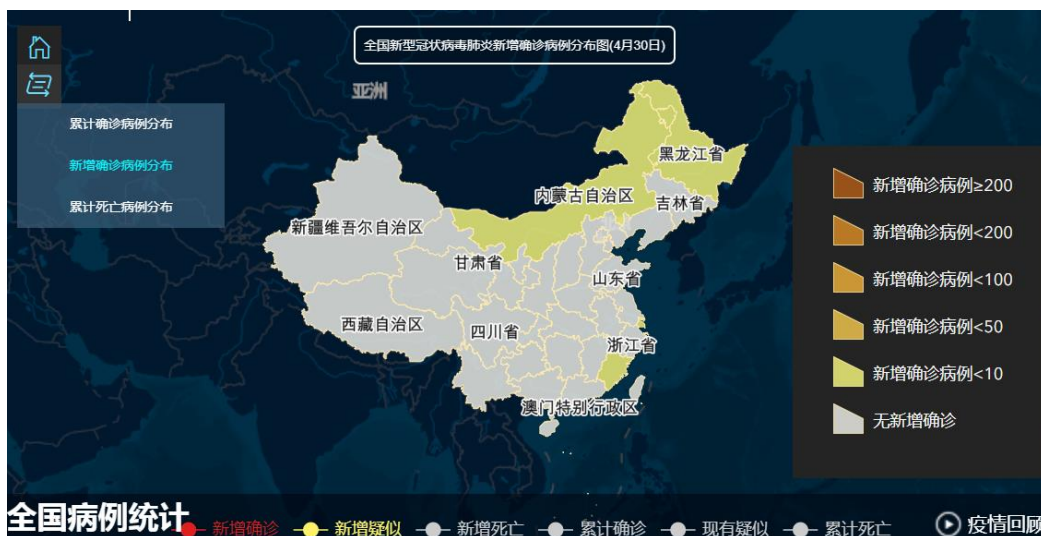 全国新型冠状病毒肺炎新增确诊病例分布图(4月30日)
亚洲
累计确诊病例分布
新增确诊病例分布
累计死亡病例分布
黑龙江省
内蒙古自治区
吉林省
新疆维吾尔自治区
甘肃省
山东省
西藏自治区
四川省
浙江省
澳门特别行政区
新增确诊病例≥200
新增确诊病例<200
新增确诊病例<100
新增确诊病例<50
新增确诊病例<10
无新增确诊
全国病例统计
新增确诊
新增疑似
新增死亡
累计确诊
现有疑似
累计死亡
疫情回顾